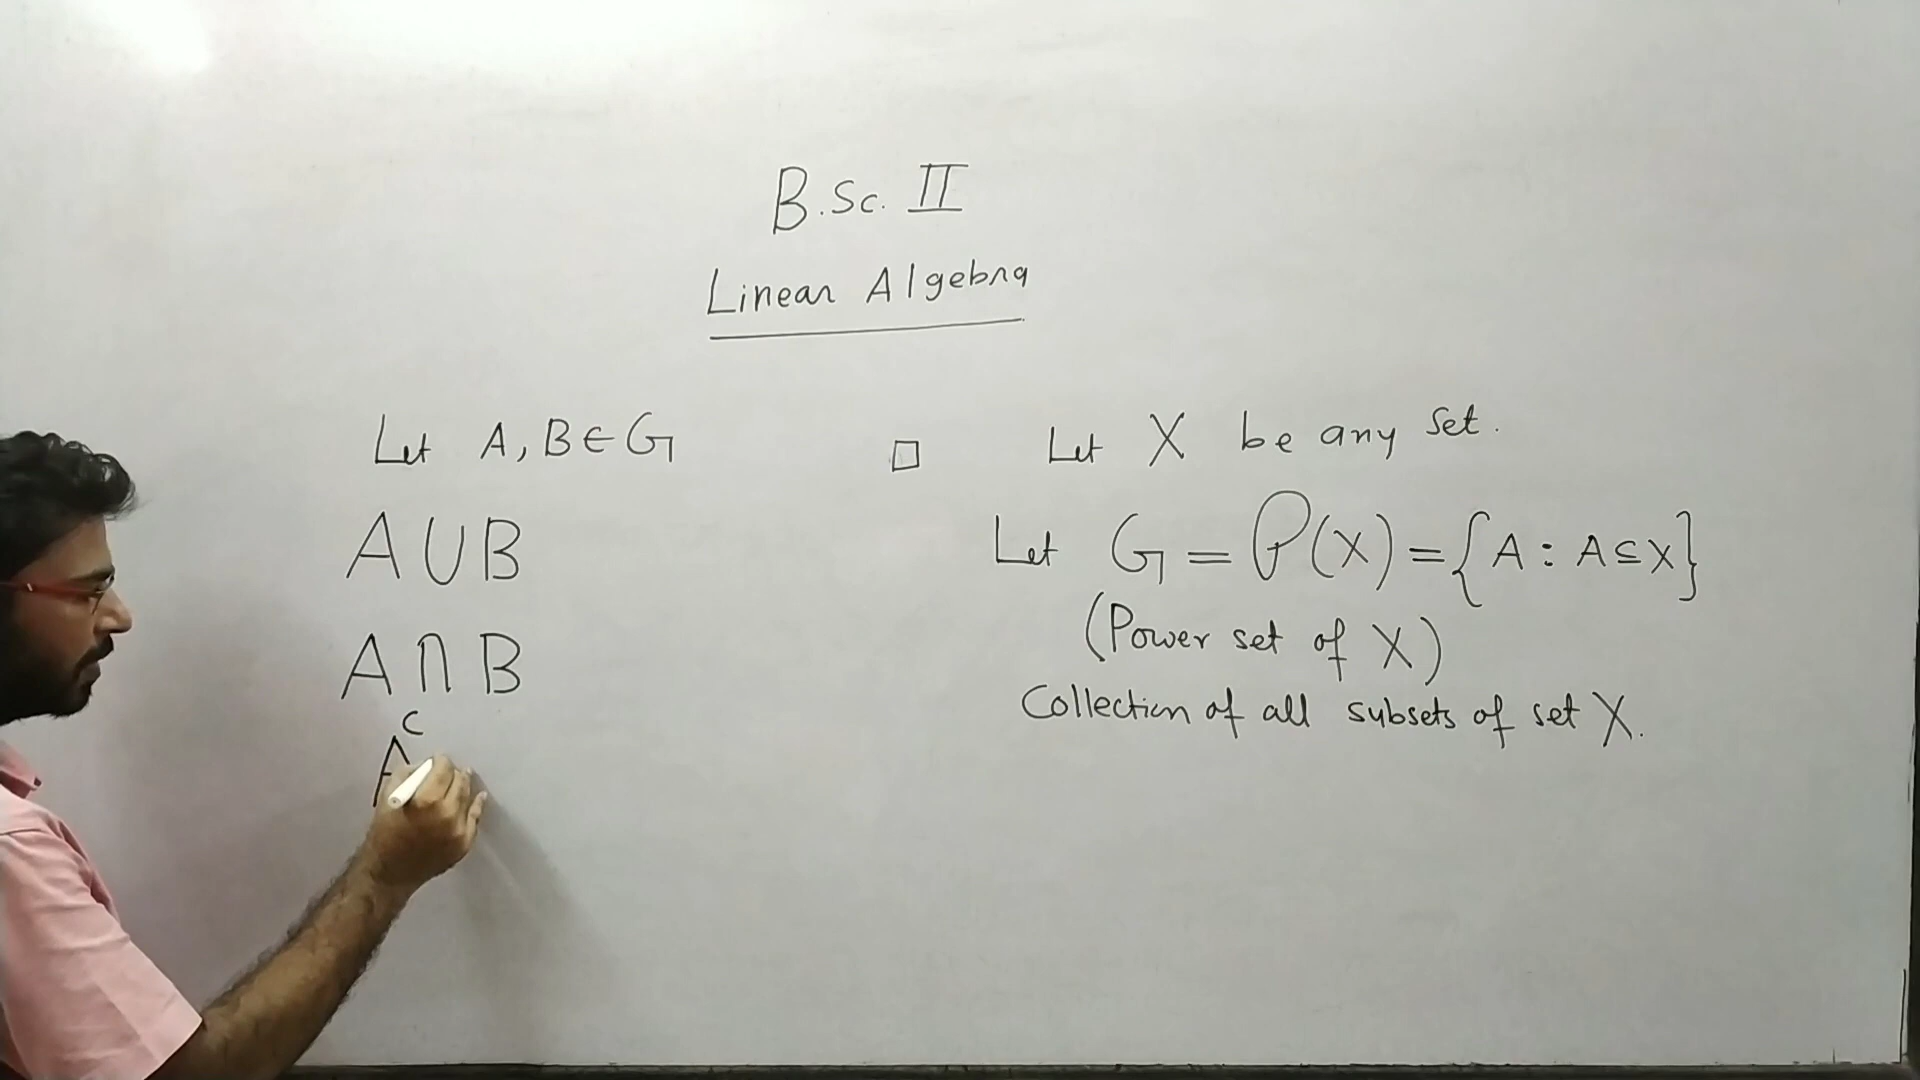 B.Sc. II
Linear Algebra
Let A, B ∈ G
A ∪ B
A ∩ B
Aᶜ
□ Let X be any set.
Let G = P(X) = {A : A ⊆ X}
(Power set of X)
Collection of all subsets of set X.